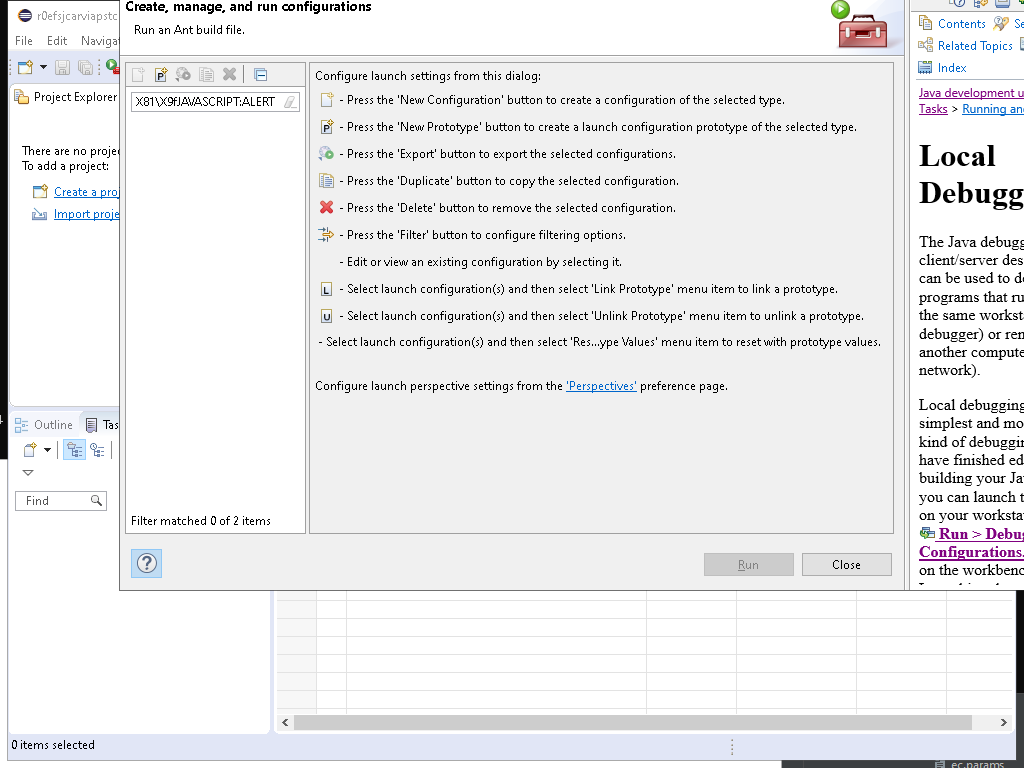 r0efsjcarviapstc
File Edit Naviga
Project Explorer
There are no proje
To add a project:
Create a proj
Import proje
Outline Tas
Find
0 items selected
Create, manage, and run configurations
Run an Ant build file.
X81\X9fJAVASCRIPT:ALERT
Filter matched 0 of 2 items
Configure launch settings from this dialog:
- Press the 'New Configuration' button to create a configuration of the selected type.
- Press the 'New Prototype' button to create a launch configuration prototype of the selected type.
- Press the 'Export' button to export the selected configurations.
- Press the 'Duplicate' button to copy the selected configuration.
- Press the 'Delete' button to remove the selected configuration.
- Press the 'Filter' button to configure filtering options.
- Edit or view an existing configuration by selecting it.
L - Select launch configuration(s) and then select 'Link Prototype' menu item to link a prototype.
U - Select launch configuration(s) and then select 'Unlink Prototype' menu item to unlink a prototype.
- Select launch configuration(s) and then select 'Res...ype Values' menu item to reset with prototype values.
Configure launch perspective settings from the 'Perspectives' preference page.
Run Close
Contents Se
Related Topics
Index
Java development u
Tasks > Running an
Local
Debugg
The Java debugg
client/server des
can be used to de
programs that ru
the same worksta
debugger) or rem
another compute
network).
Local debugging
simplest and mo
kind of debuggin
have finished ed
building your Ja
you can launch t
on your worksta
Run > Debug
Configurations.
on the workbenc
ec.params